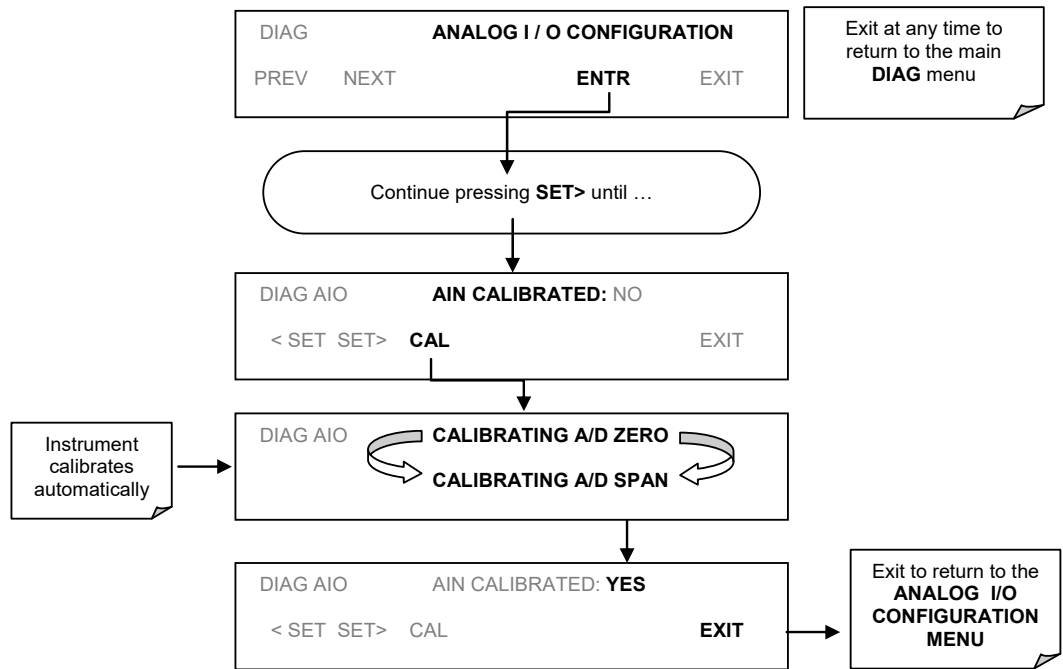 DIAG ANALOG I / O CONFIGURATION
PREV NEXT ENTR EXIT
Exit at any time to
return to the main
DIAG menu
Continue pressing SET> until …
DIAG AIO AIN CALIBRATED: NO
< SET SET> CAL EXIT
Instrument
calibrates
automatically
DIAG AIO CALIBRATING A/D ZERO
CALIBRATING A/D SPAN
DIAG AIO AIN CALIBRATED: YES
< SET SET> CAL EXIT
Exit to return to the
ANALOG I/O
CONFIGURATION
MENU